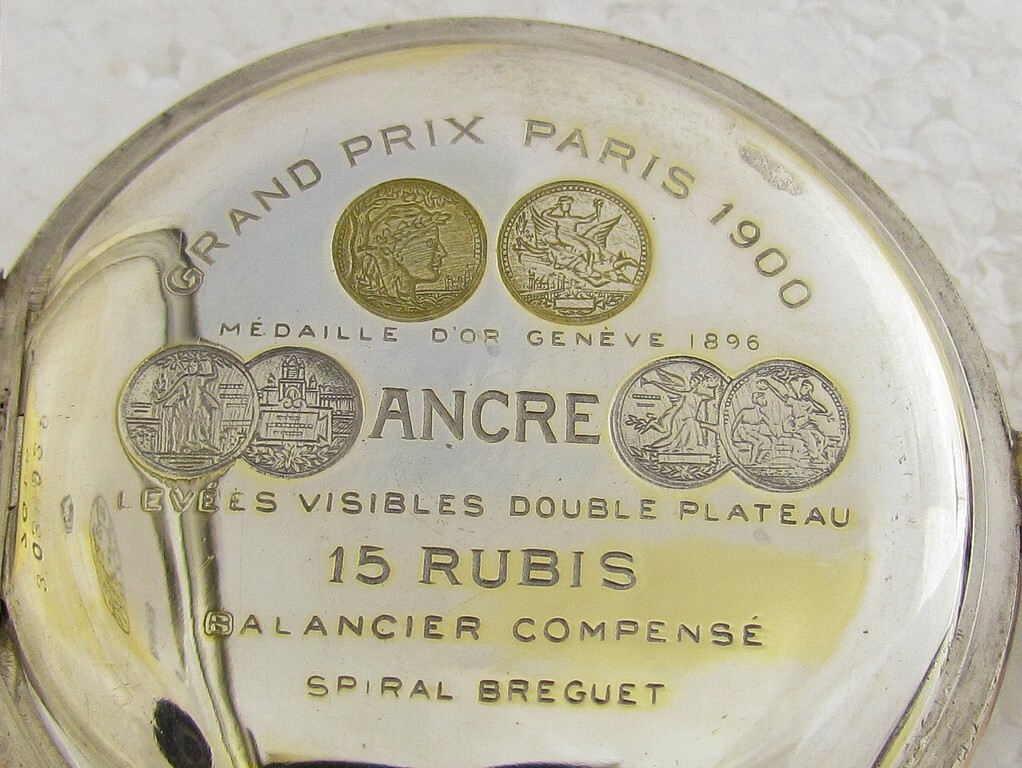 GRAND PRIX PARIS 1900
MÉDAILLE D'OR GENÈVE 1896
ANCRE
LEVÉES VISIBLES DOUBLE PLATEAU
15 RUBIS
BALANCIER COMPENSÉ
SPIRAL BREGUET